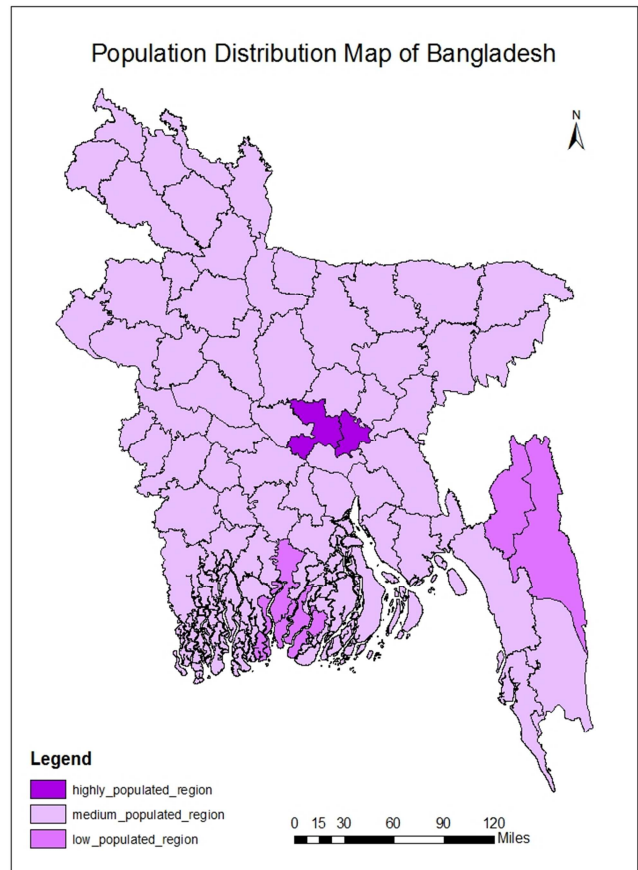 Population Distribution Map of Bangladesh
N
Legend
highly_populated_region
medium_populated_region
low_populated_region
0 15 30 60 90 120
Miles